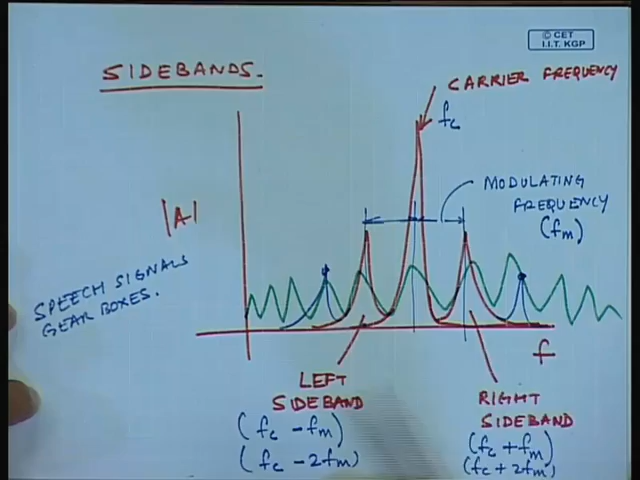 © CET
I.I.T. KGP
SIDEBANDS.
CARRIER FREQUENCY
fc
MODULATING
FREQUENCY
(fm)
|A|
SPEECH SIGNALS
GEAR BOXES.
f
LEFT
SIDEBAND
(fc - fm)
(fc - 2fm)
RIGHT
SIDEBAND
(fc + fm)
(fc + 2fm)